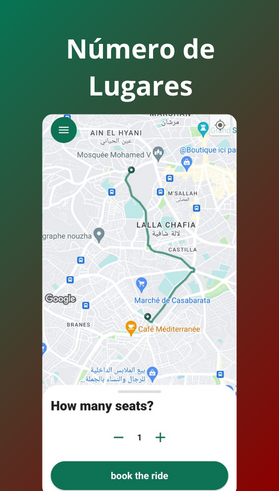 Número de
Lugares
MARSHAN
مرشان
AIN EL HYANI
عين الحياني
Mosquée Mohamed V
@Boutique ici pa
M'SALLAH
المصلى
graphe nouzha
LALLA CHAFIA
لالة شافية
CASTILLA
Google
Marché de Casabarata
BRANES
Café Méditerranée
بيع الملابس الداخلية
للرجال والنساء بالجملة...
How many seats?
1
book the ride